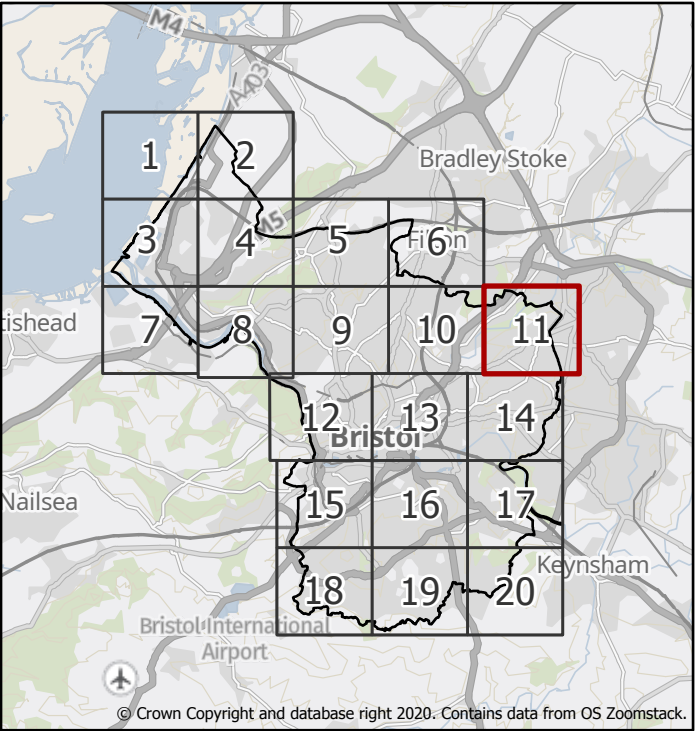 M4
A403
1
2
Bradley Stoke
M5
3
4
5
Filton
6
tishead
7
8
9
10
11
12
13
14
Bristol
Nailsea
15
16
17
Keynsham
18
19
20
Bristol International
Airport
© Crown Copyright and database right 2020. Contains data from OS Zoomstack.